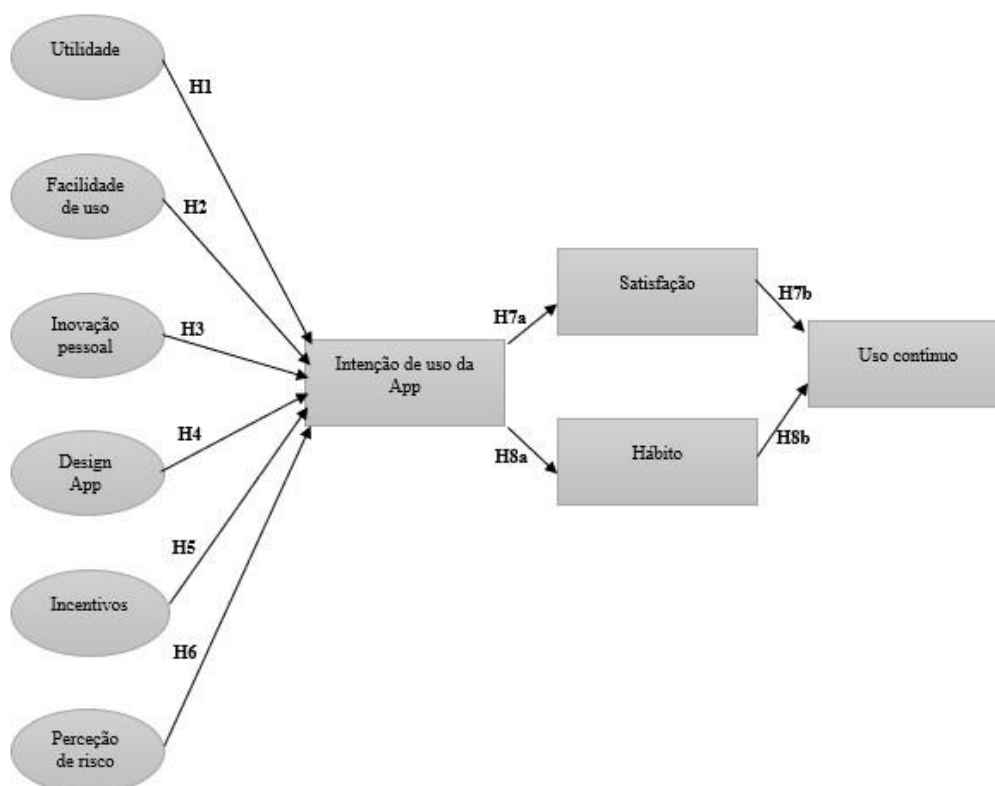 Utilidade
H1
Facilidade
de uso
H2
Inovação
pessoal
H3
Design
App
H4
Incentivos
H5
Perceção
de risco
H6
Intenção de uso da
App
H7a
H8a
Satisfação
Hábito
H7b
H8b
Uso contínuo